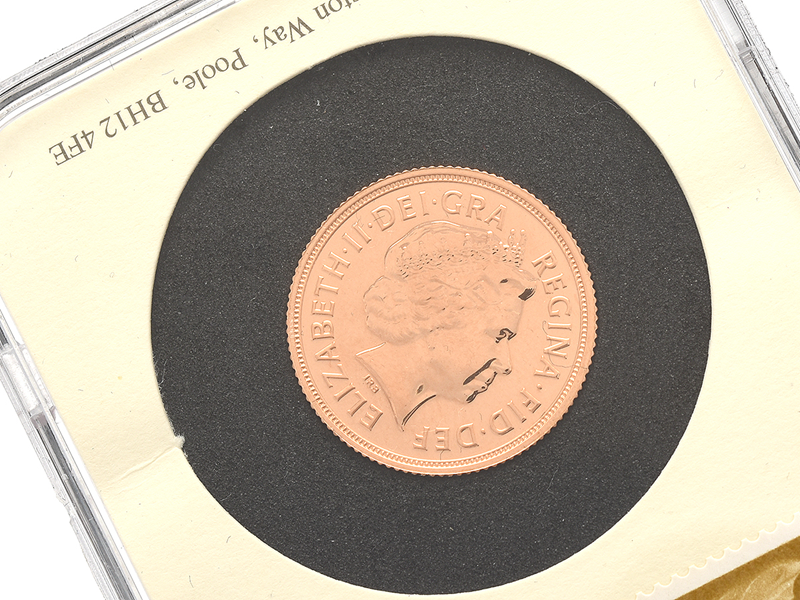 ton Way, Poole, BH12 4FE
ELIZABETH·II·DEI·GRA
REGINA·FID·DEF
IRB